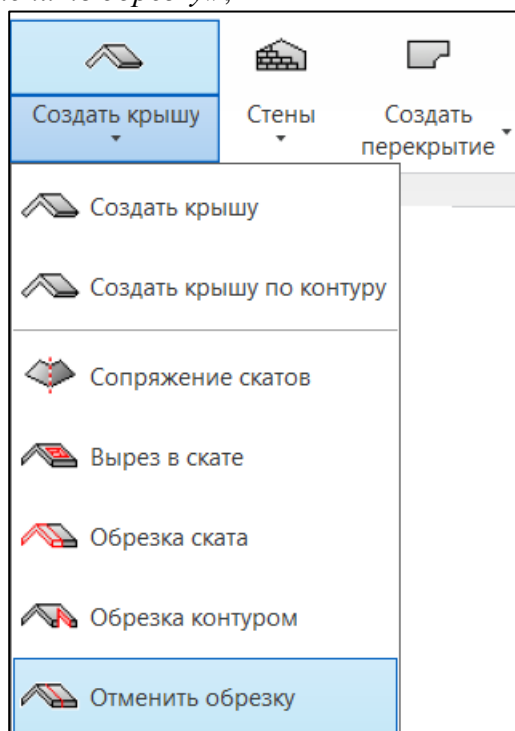 обрезку
Создать крышу
Стены
Создать
перекрытие
Создать крышу
Создать крышу по контуру
Сопряжение скатов
Вырез в скате
Обрезка ската
Обрезка контуром
Отменить обрезку